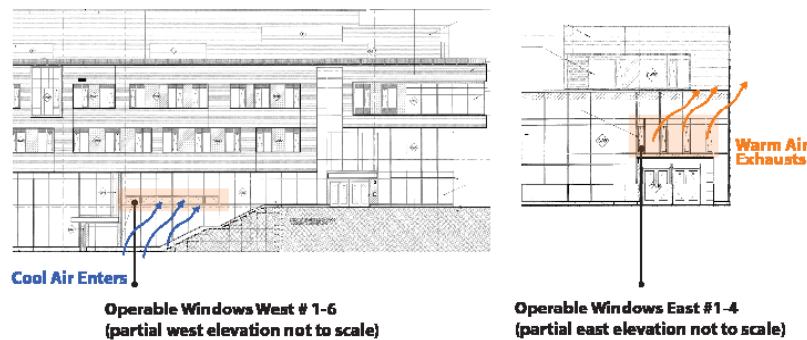 Warm Air
Exhausts
Cool Air Enters
Operable Windows West # 1-6
(partial west elevation not to scale)
Operable Windows East #1-4
(partial east elevation not to scale)